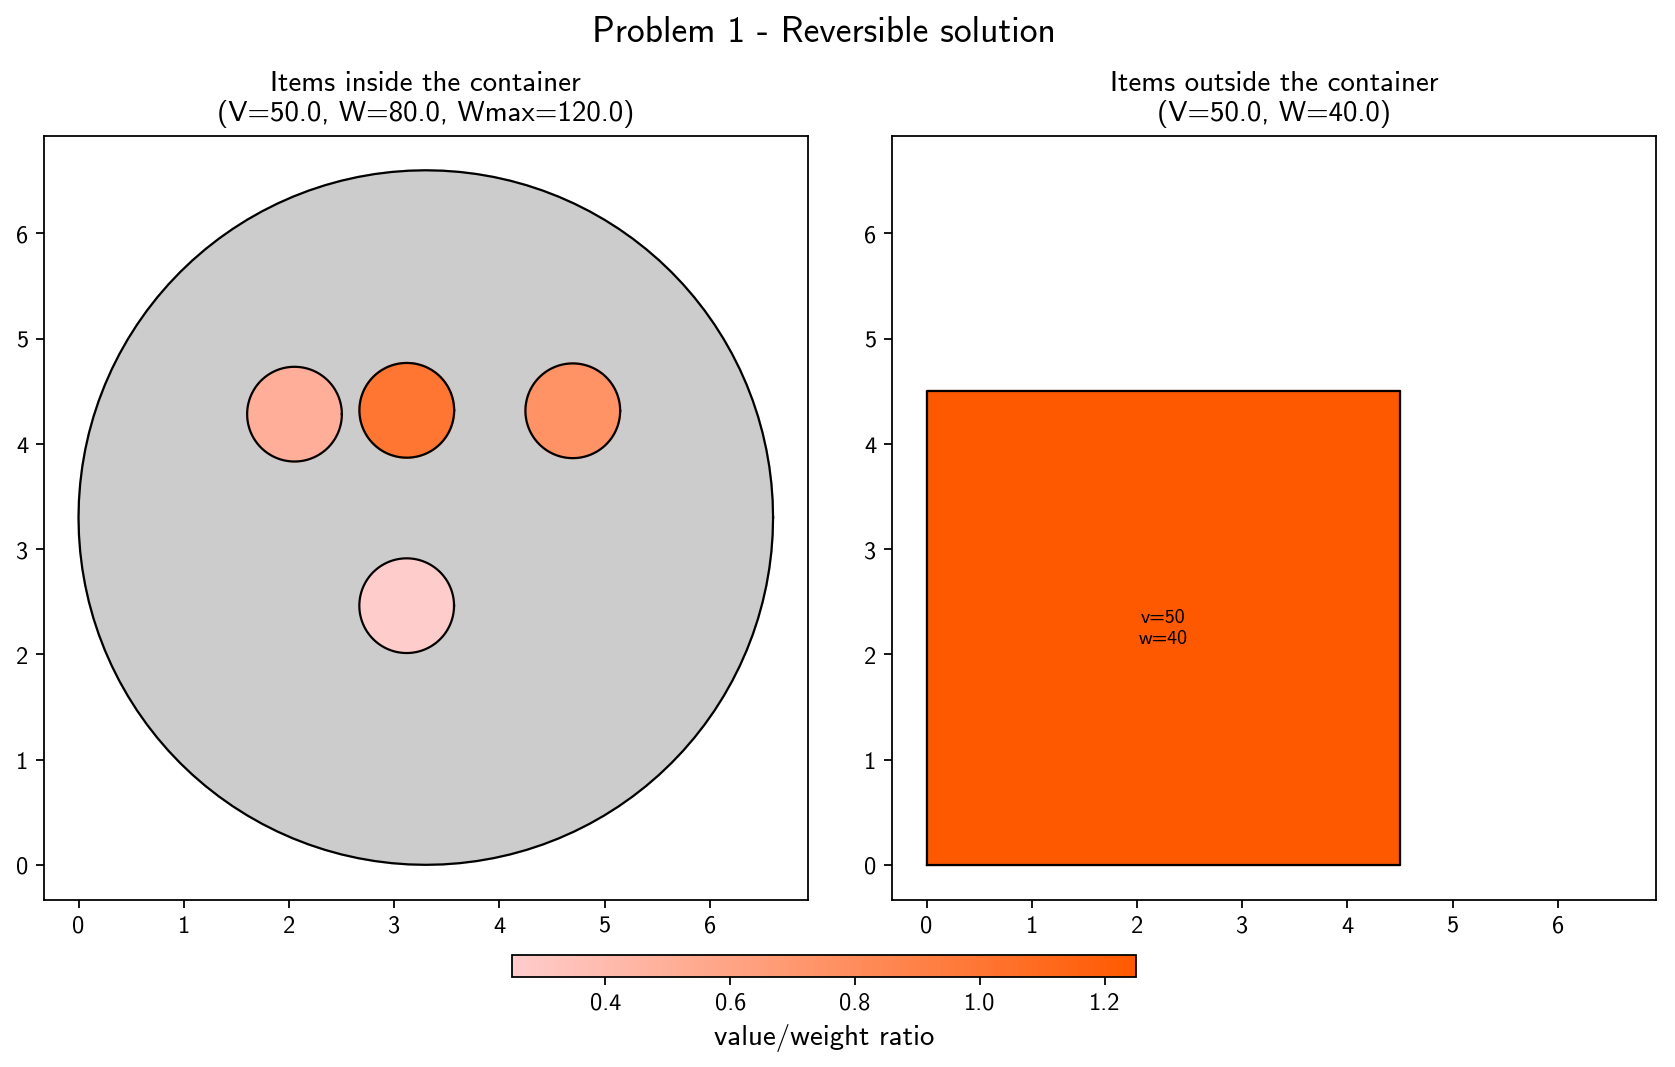 Problem 1 - Reversible solution
Items inside the container
(V=50.0, W=80.0, Wmax=120.0)
6
5
4
3
2
1
0
0 1 2 3 4 5 6
Items outside the container
(V=50.0, W=40.0)
6
5
4
3
2
1
0
v=50
w=40
0 1 2 3 4 5 6
0.4 0.6 0.8 1.0 1.2
value/weight ratio